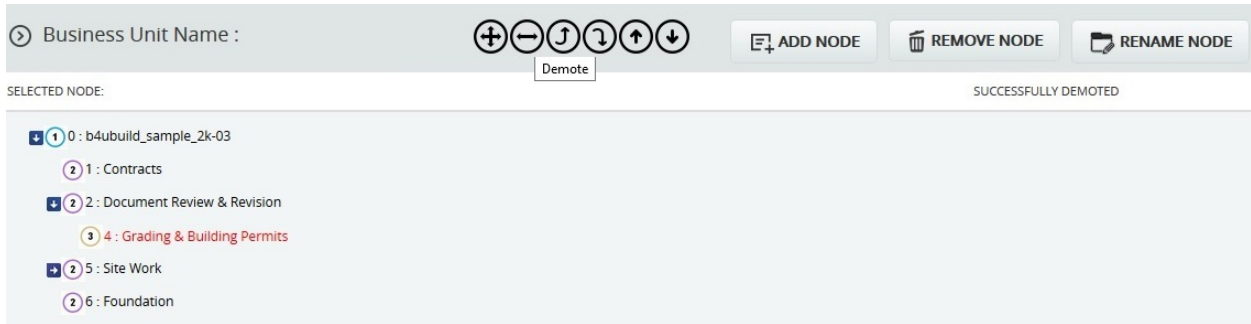 Business Unit Name :
ADD NODE
REMOVE NODE
RENAME NODE
Demote
SELECTED NODE:
SUCCESSFULLY DEMOTED
1 0 : b4ubuild_sample_2k-03
2 1 : Contracts
2 2 : Document Review & Revision
3 4 : Grading & Building Permits
2 5 : Site Work
2 6 : Foundation